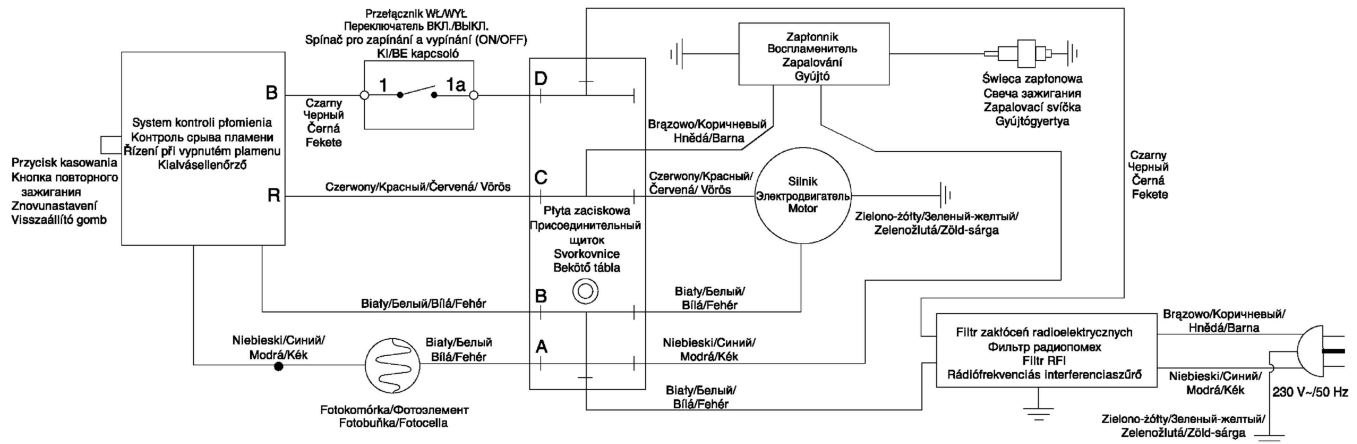 Przełącznik WŁ/WYŁ
Переключатель ВКЛ./ВЫКЛ.
Spínač pro zapínání a vypínání (ON/OFF)
KI/BE kapcsoló
1
1a
B
System kontroli płomienia
Контроль срыва пламени
Řízení při vypnutém plamenu
Kialvásellenőrző
R
Przycisk kasowania
Кнопка повторного
зажигания
Znovunastavení
Visszaállító gomb
Czarny
Черный
Černá
Fekete
D
Zapłonnik
Воспламенитель
Zapalování
Gyújtó
Świeca zapłonowa
Свеча зажигания
Zapalovací svíčka
Gyújtógyertya
Brązowo/Коричневый
Hnědá/Barna
Czarny
Черный
Černá
Fekete
Czerwony/Красный/Červená/ Vörös
C
Czerwony/Красный/
Červená/ Vörös
Silnik
Электродвигатель
Motor
Zielono-żółty/Зеленый-желтый/
Zelenožlutá/Zöld-sárga
Płyta zaciskowa
Присоединительный
щиток
Svorkovnice
Bekötő tábla
Biały/Белый/Bílá/Fehér
B
Biały/Белый/
Bílá/Fehér
Niebieski/Синий/
Modrá/Kék
Biały/Белый
Bílá/Fehér
A
Niebieski/Синий/
Modrá/Kék
Biały/Белый/
Bílá/Fehér
Fotokomórka/Фотоэлемент
Fotobuňka/Fotocella
Filtr zakłóceń radioelektrycznych
Фильтр радиопомех
Filtr RFI
Rádiófrekvenciás interferenciaszűrő
Brązowo/Коричневый/
Hnědá/Barna
Niebieski/Синий/
Modrá/Kék
230 V~/50 Hz
Zielono-żółty/Зеленый-желтый/
Zelenožlutá/Zöld-sárga